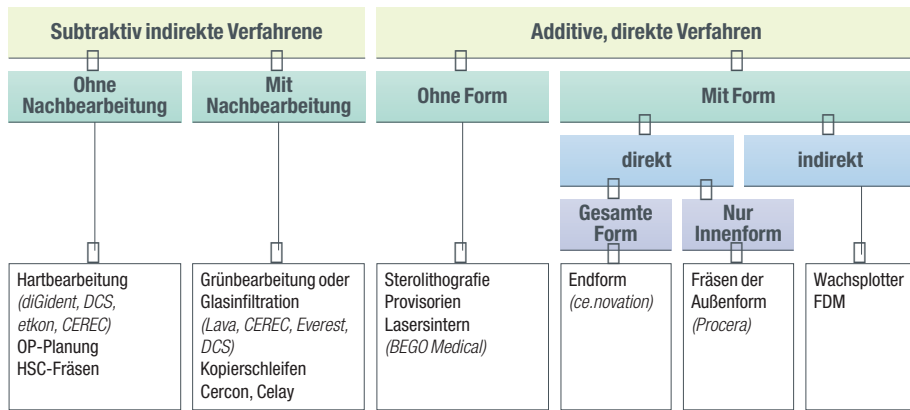 Subtraktiv indirekte Verfahrene
Additive, direkte Verfahren
Ohne
Nachbearbeitung
Mit
Nachbearbeitung
Ohne Form
Mit Form
direkt
indirekt
Gesamte
Form
Nur
Innenform
Hartbearbeitung
(diGident, DCS,
etkon, CEREC)
OP-Planung
HSC-Fräsen
Grünbearbeitung oder
Glasinfiltration
(Lava, CEREC, Everest,
DCS)
Kopierschleifen
Cercon, Celay
Sterolithografie
Provisorien
Lasersintern
(BEGO Medical)
Endform
(ce.novation)
Fräsen der
Außenform
(Procera)
Wachsplotter
FDM